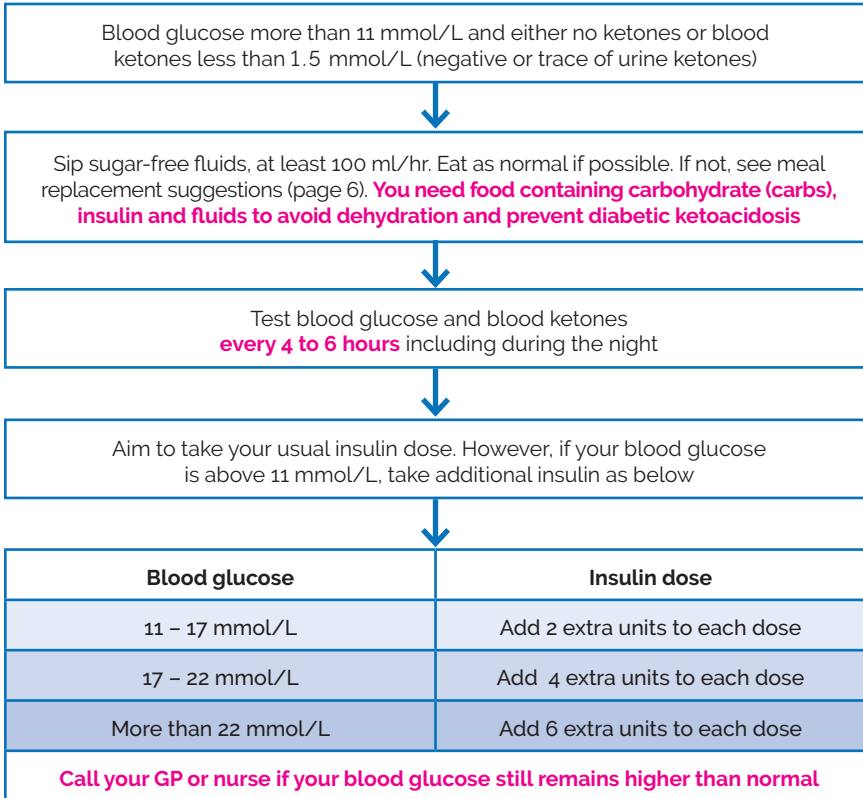 Blood glucose more than 11 mmol/L and either no ketones or blood
ketones less than 1.5 mmol/L (negative or trace of urine ketones)
Sip sugar-free fluids, at least 100 ml/hr. Eat as normal if possible. If not, see meal
replacement suggestions (page 6). You need food containing carbohydrate (carbs),
insulin and fluids to avoid dehydration and prevent diabetic ketoacidosis
Test blood glucose and blood ketones
every 4 to 6 hours including during the night
Aim to take your usual insulin dose. However, if your blood glucose
is above 11 mmol/L, take additional insulin as below
Blood glucose Insulin dose
11 – 17 mmol/L Add 2 extra units to each dose
17 – 22 mmol/L Add 4 extra units to each dose
More than 22 mmol/L Add 6 extra units to each dose
Call your GP or nurse if your blood glucose still remains higher than normal